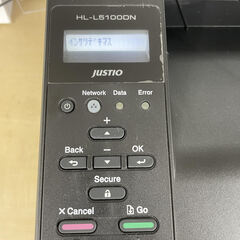 HL-L5100DN
インサツデキマス
JUSTIO
Network Data Error
+
Back OK
-
Secure
× Cancel Go